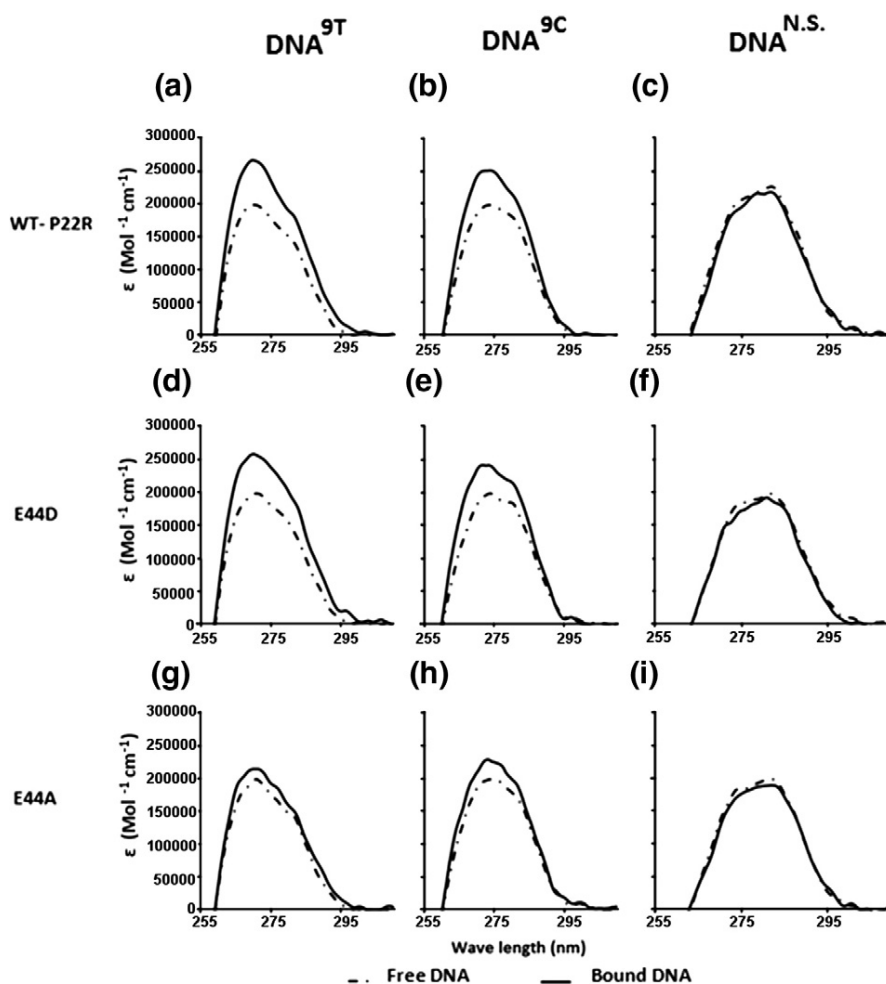 DNA9T DNA9C DNAN.S.
(a) (b) (c)
WT- P22R
ε (Mol -1 cm-1)
300000
250000
200000
150000
100000
50000
0
255 275 295 255 275 295 255 275 295
(d) (e) (f)
E44D
ε (Mol -1 cm-1)
300000
250000
200000
150000
100000
50000
0
255 275 295 255 275 295 255 275 295
(g) (h) (i)
E44A
ε (Mol -1 cm-1)
300000
250000
200000
150000
100000
50000
0
255 275 295 255 275 295 255 275 295
Wave length (nm)
Free DNA Bound DNA